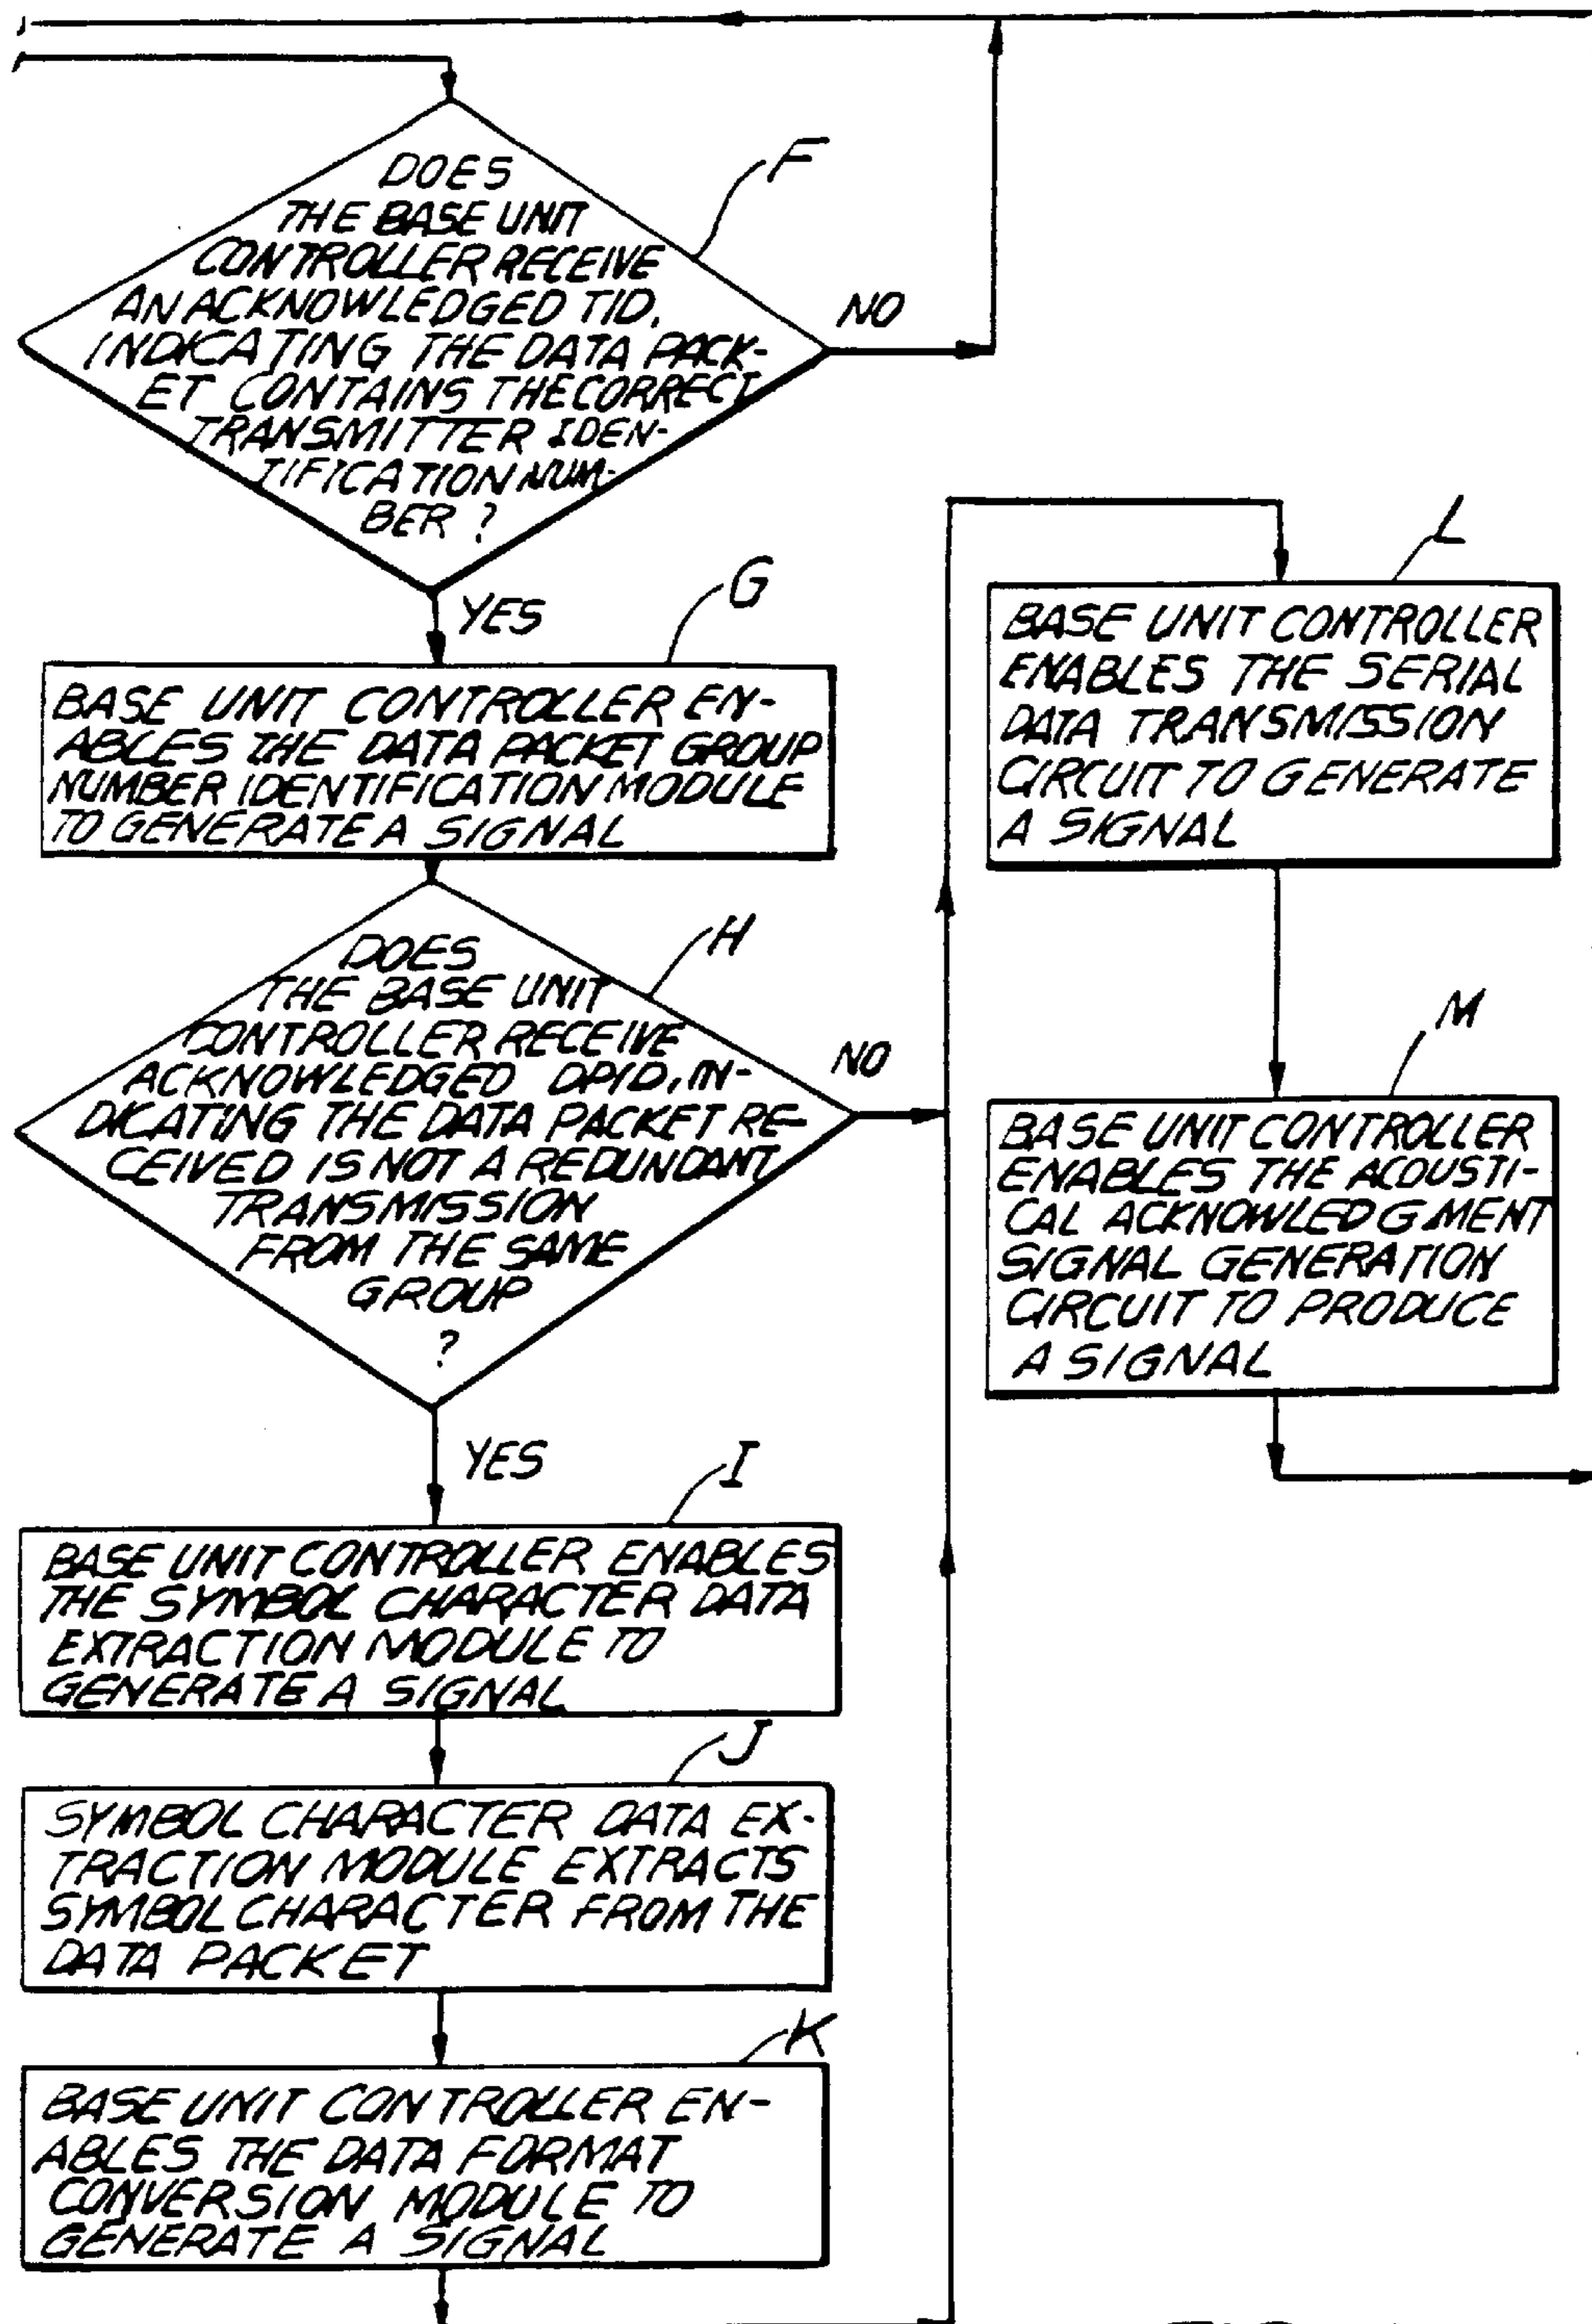 F
DOES
THE BASE UNIT
CONTROLLER RECEIVE
AN ACKNOWLEDGED TID,
INDICATING THE DATA PACK-
ET CONTAINS THE CORRECT
TRANSMITTER IDEN-
TIFICATION NUM-
BER ?
NO
YES
G
BASE UNIT CONTROLLER EN-
ABLES THE DATA PACKET GROUP
NUMBER IDENTIFICATION MODULE
TO GENERATE A SIGNAL
H
DOES
THE BASE UNIT
CONTROLLER RECEIVE
ACKNOWLEDGED DPID, IN-
DICATING THE DATA PACKET RE-
CEIVED IS NOT A REDUNDANT
TRANSMISSION
FROM THE SAME
GROUP
?
NO
YES
I
BASE UNIT CONTROLLER ENABLES
THE SYMBOL CHARACTER DATA
EXTRACTION MODULE TO
GENERATE A SIGNAL
J
SYMBOL CHARACTER DATA EX-
TRACTION MODULE EXTRACTS
SYMBOL CHARACTER FROM THE
DATA PACKET
K
BASE UNIT CONTROLLER EN-
ABLES THE DATA FORMAT
CONVERSION MODULE TO
GENERATE A SIGNAL
L
BASE UNIT CONTROLLER
ENABLES THE SERIAL
DATA TRANSMISSION
CIRCUIT TO GENERATE
A SIGNAL
M
BASE UNIT CONTROLLER
ENABLES THE ACOUSTI-
CAL ACKNOWLEDGMENT
SIGNAL GENERATION
CIRCUIT TO PRODUCE
A SIGNAL